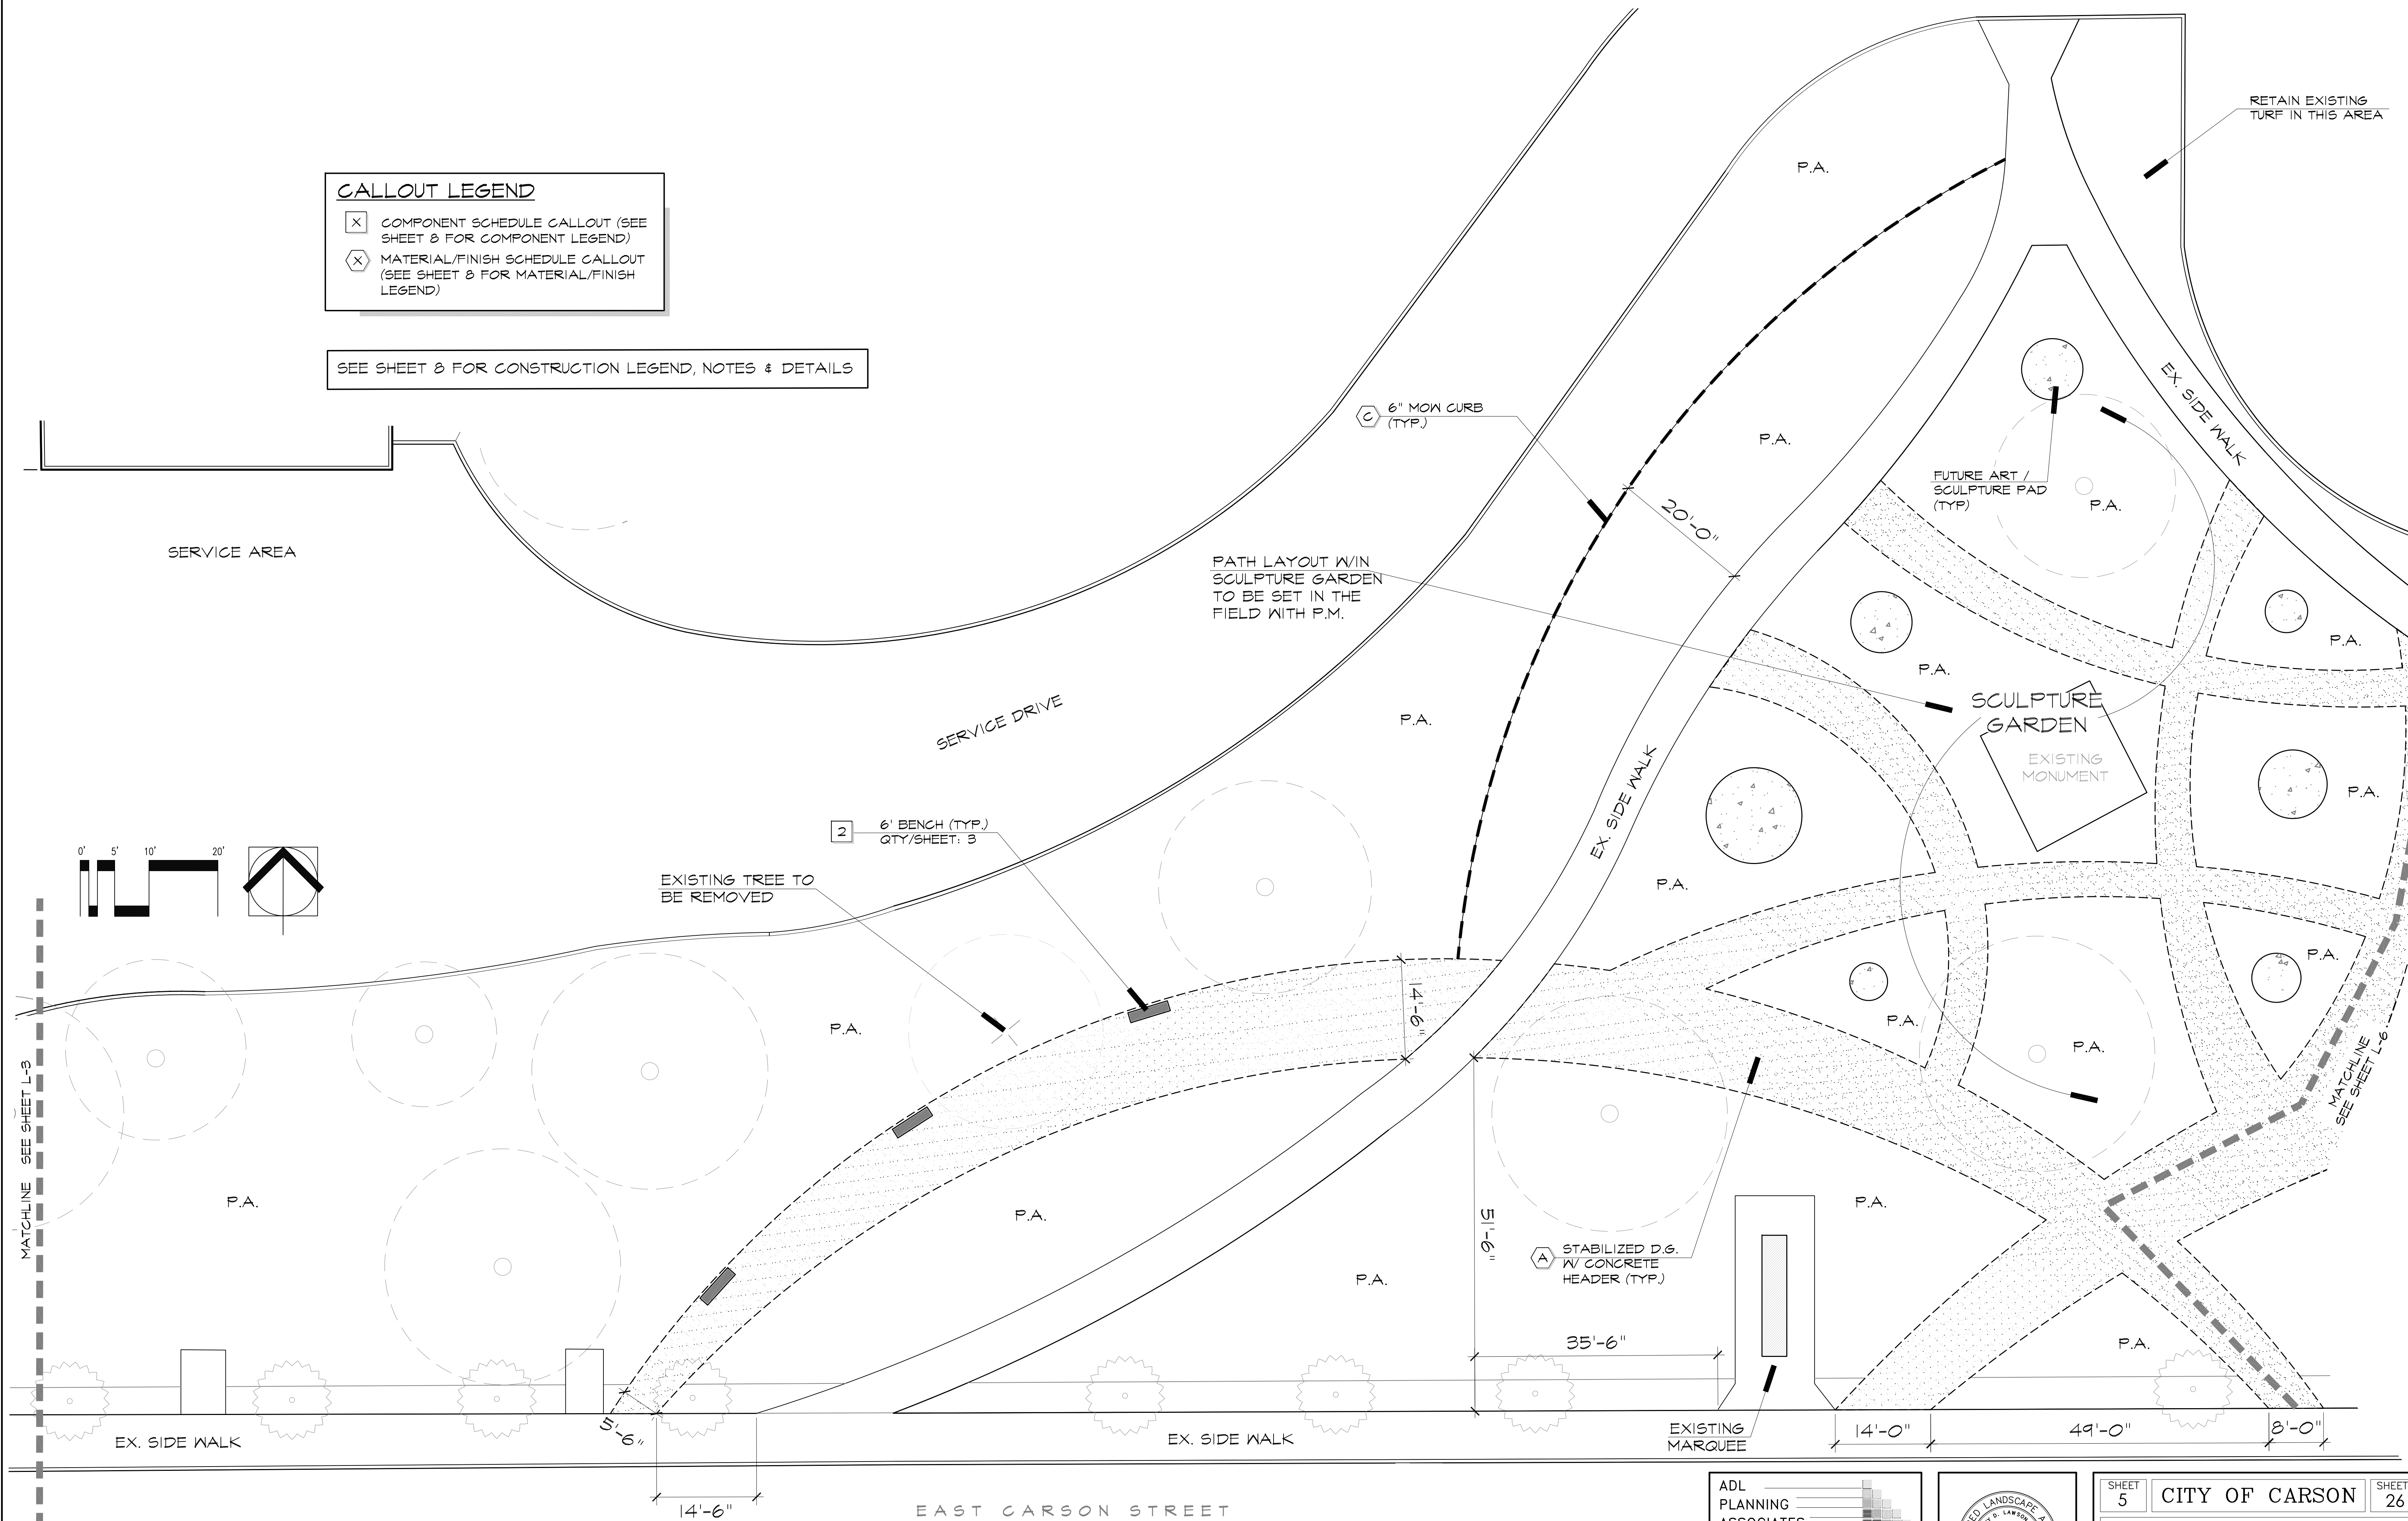 RETAIN EXISTING
TURF IN THIS AREA
P.A.
CALLOUT LEGEND
X COMPONENT SCHEDULE CALLOUT (SEE
SHEET 8 FOR COMPONENT LEGEND)
X MATERIAL/FINISH SCHEDULE CALLOUT
(SEE SHEET 8 FOR MATERIAL/FINISH
LEGEND)
SEE SHEET 8 FOR CONSTRUCTION LEGEND, NOTES & DETAILS
EX. SIDE WALK
C 6" MOW CURB
(TYP.)
P.A.
FUTURE ART /
SCULPTURE PAD
(TYP)
P.A.
20'-0"
SERVICE AREA
PATH LAYOUT W/IN
SCULPTURE GARDEN
TO BE SET IN THE
FIELD WITH P.M.
P.A.
P.A.
SCULPTURE
GARDEN
EXISTING
MONUMENT
P.A.
SERVICE DRIVE
P.A.
EX. SIDE WALK
2 6' BENCH (TYP.)
QTY/SHEET: 3
0' 5' 10' 20'
EXISTING TREE TO
BE REMOVED
P.A.
P.A.
14'-6"
P.A.
P.A.
P.A.
MATCHLINE
SEE SHEET L-6
MATCHLINE SEE SHEET L-3
P.A.
P.A.
P.A.
51'-6"
A STABILIZED D.G.
W/ CONCRETE
HEADER (TYP.)
P.A.
35'-6"
P.A.
5'-6"
EX. SIDE WALK
EX. SIDE WALK
EXISTING
MARQUEE
14'-0"
49'-0"
8'-0"
14'-6"
EAST CARSON STREET
ADL
PLANNING
ASSOCIATES
LANDSCAPE
D. LAWSON
SHEET
5
CITY OF CARSON
SHEET
26